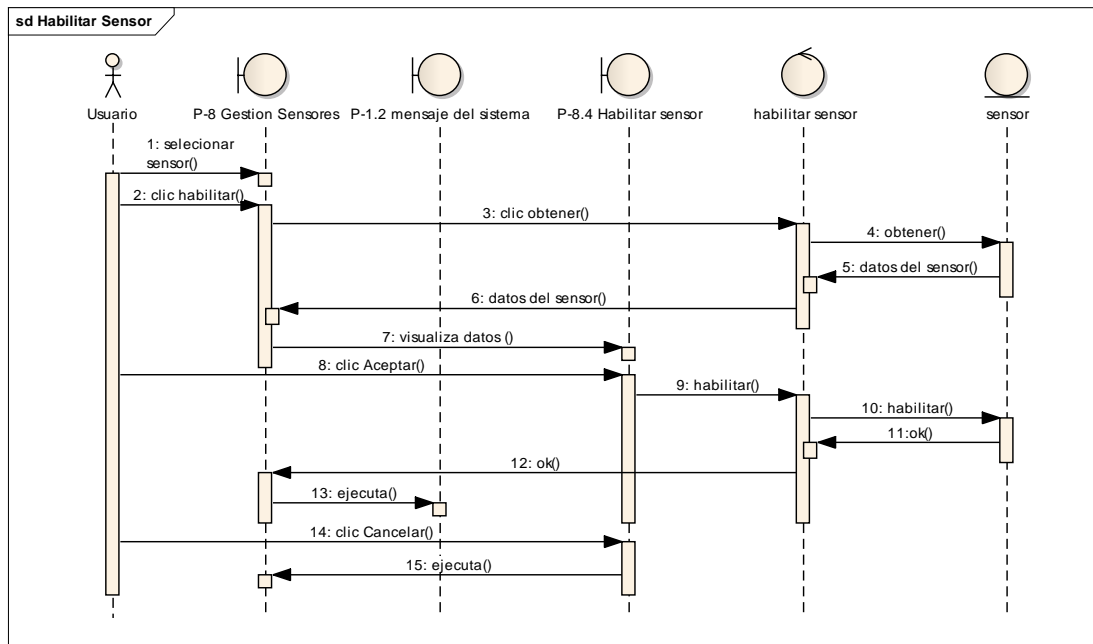 sd Habilitar Sensor
Usuario
P-8 Gestion Sensores
P-1.2 mensaje del sistema
P-8.4 Habilitar sensor
habilitar sensor
sensor
1: selecionar
sensor()
2: clic habilitar()
3: clic obtener()
4: obtener()
5: datos del sensor()
6: datos del sensor()
7: visualiza datos ()
8: clic Aceptar()
9: habilitar()
10: habilitar()
11:ok()
12: ok()
13: ejecuta()
14: clic Cancelar()
15: ejecuta()